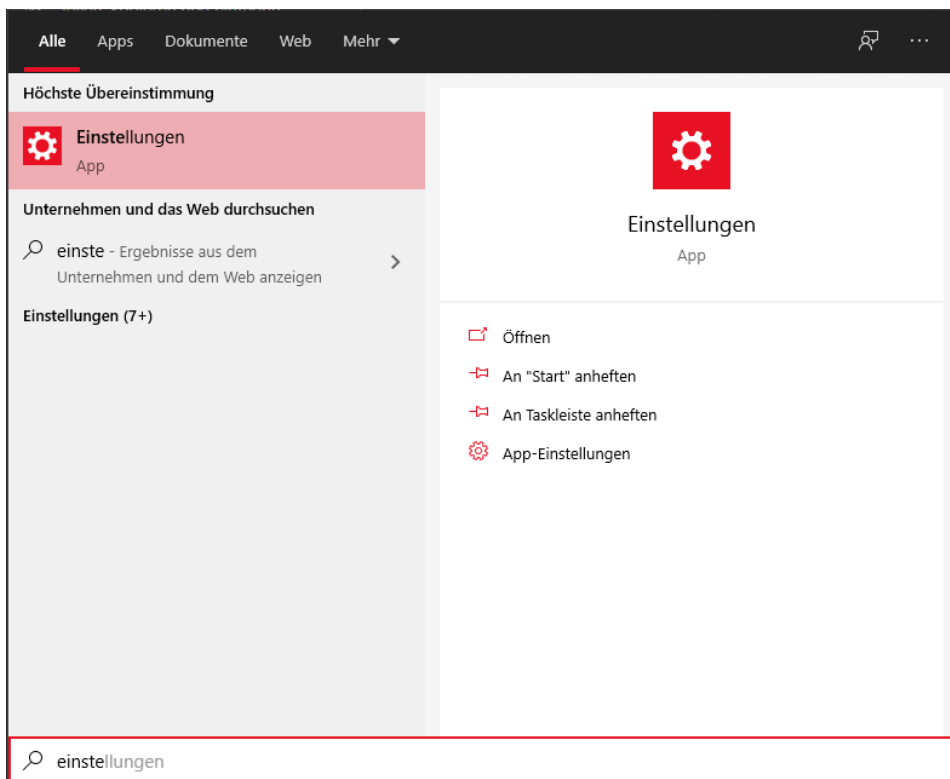 Alle Apps Dokumente Web Mehr
Höchste Übereinstimmung
Einstellungen
App
Unternehmen und das Web durchsuchen
einste - Ergebnisse aus dem
Unternehmen und dem Web anzeigen
Einstellungen (7+)
Einstellungen
App
Öffnen
An "Start" anheften
An Taskleiste anheften
App-Einstellungen
einstellungen